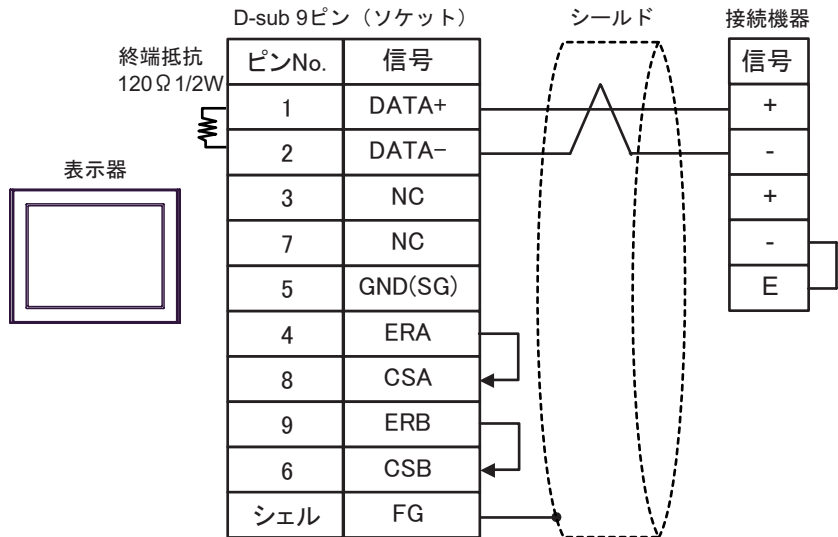 D-sub 9ピン（ソケット）
シールド
接続機器
終端抵抗
120Ω1/2W
表示器
ピンNo. 信号
1 DATA+
2 DATA−
3 NC
7 NC
5 GND(SG)
4 ERA
8 CSA
9 ERB
6 CSB
シェル FG
信号
+
-
+
-
E